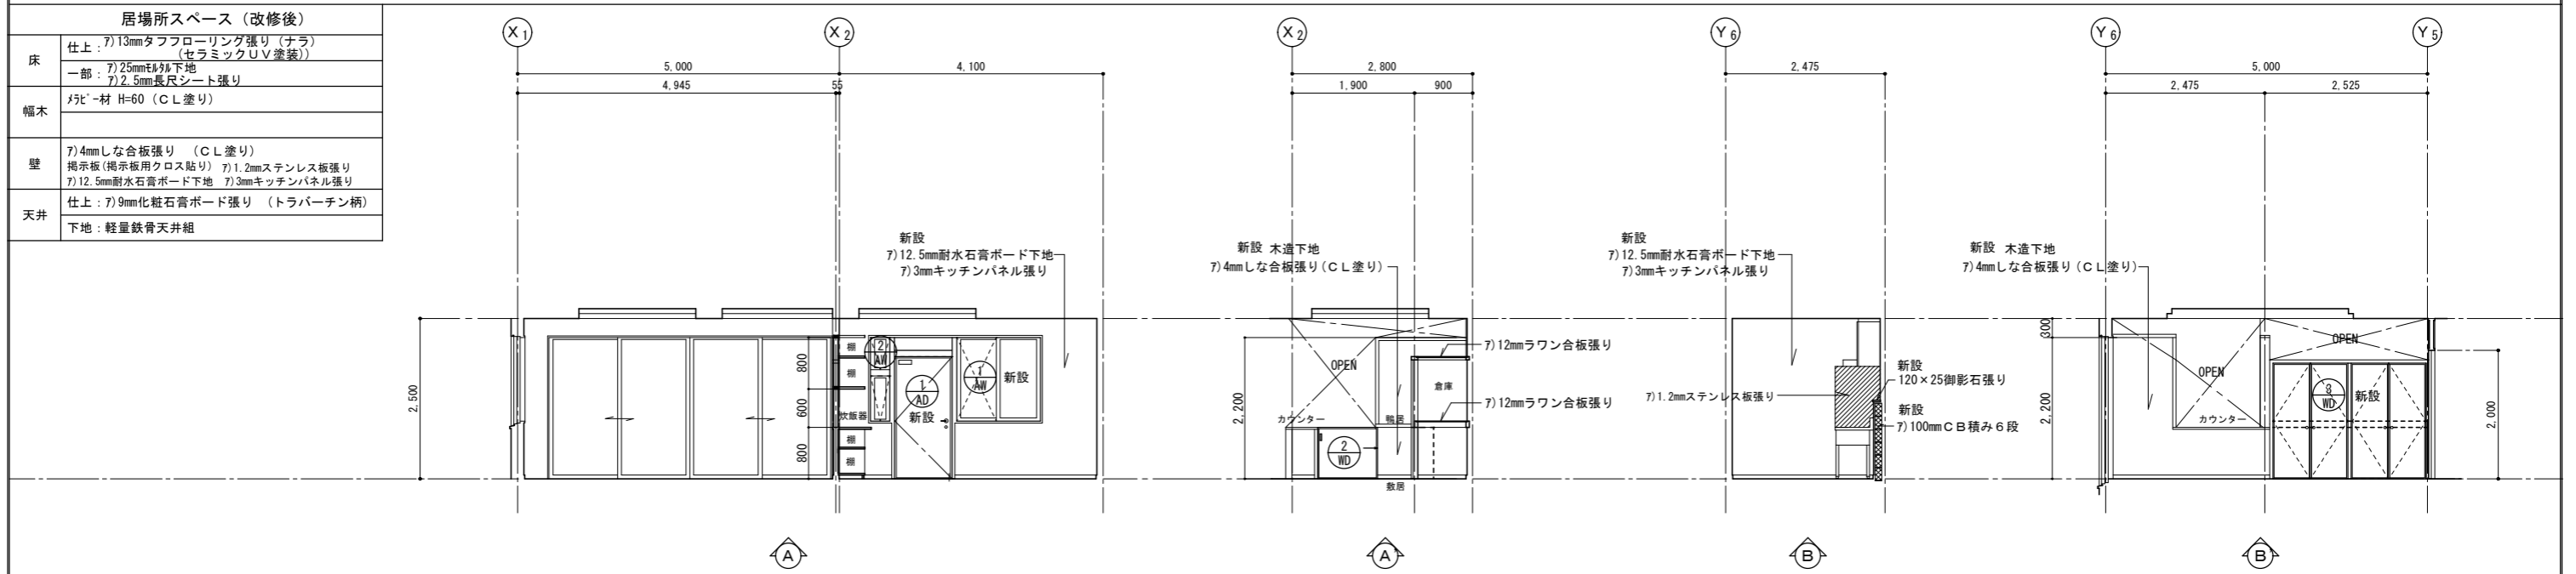 居場所スペース（改修後）
床
仕上：ｱ)13mmタフフローリング張り（ナラ）
（セラミックＵＶ塗装））
一部：ｱ)25mmﾓﾙﾀﾙ下地
ｱ)2.5mm長尺シート張り
幅木
ﾒﾗﾋﾟｰ材 H=60（ＣＬ塗り）
壁
ｱ)4mmしな合板張り （ＣＬ塗り）
掲示板(掲示板用クロス貼り) ｱ)1.2mmステンレス板張り
ｱ)12.5mm耐水石膏ボード下地 ｱ)3mmキッチンパネル張り
天井
仕上：ｱ)9mm化粧石膏ボード張り （トラバーチン柄）
下地：軽量鉄骨天井組
X1
X2
5,000
4,100
4,945
55
新設
ｱ)12.5mm耐水石膏ボード下地
ｱ)3mmキッチンパネル張り
2,500
800
600
800
棚
棚
炊飯器
棚
棚
2
AW
1
AD
新設
1
AW
新設
A
X2
2,800
1,900
900
新設 木造下地
ｱ)4mmしな合板張り(ＣＬ塗り)
ｱ)12mmラワン合板張り
OPEN
倉庫
ｱ)12mmラワン合板張り
2,200
カウンター
鴨居
2
WD
敷居
A
Y6
2,475
新設
ｱ)12.5mm耐水石膏ボード下地
ｱ)3mmキッチンパネル張り
ｱ)1.2mmステンレス板張り
新設
120×25御影石張り
新設
ｱ)100mmＣＢ積み６段
B
Y6
Y5
5,000
2,475
2,525
新設 木造下地
ｱ)4mmしな合板張り(ＣＬ塗り)
300
2,200
OPEN
OPEN
カウンター
3
WD
新設
2,000
B